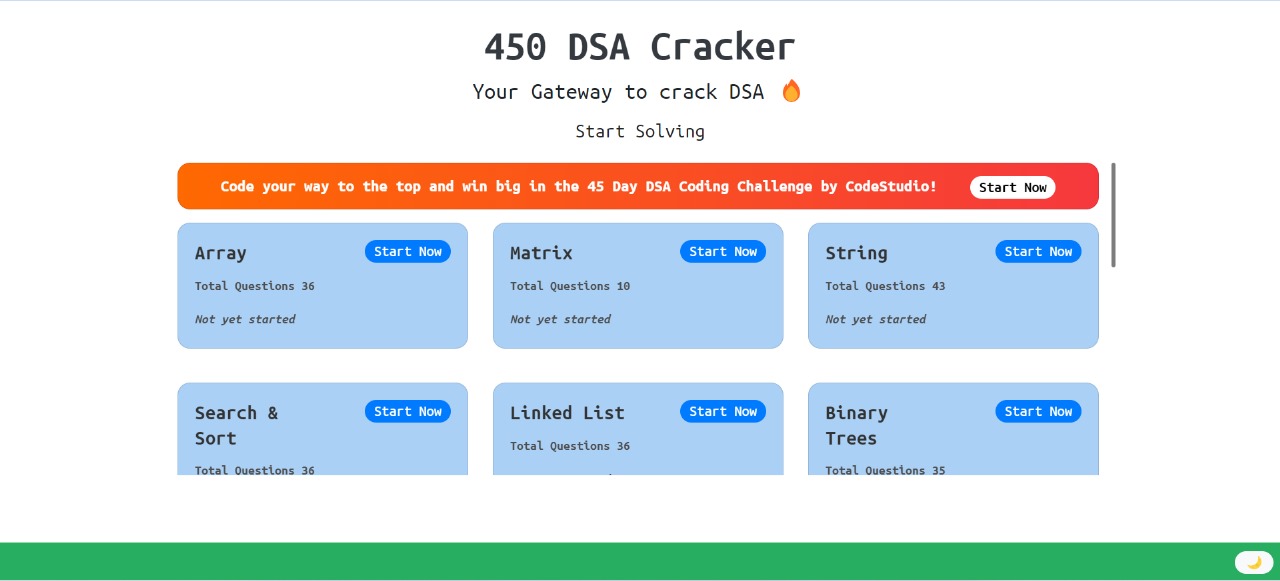 450 DSA Cracker
Your Gateway to crack DSA 🔥
Start Solving
Code your way to the top and win big in the 45 Day DSA Coding Challenge by CodeStudio! Start Now
Array Start Now
Total Questions 36
Not yet started
Matrix Start Now
Total Questions 10
Not yet started
String Start Now
Total Questions 43
Not yet started
Search & Start Now
Sort
Total Questions 36
Linked List Start Now
Total Questions 36
Binary Start Now
Trees
Total Questions 35